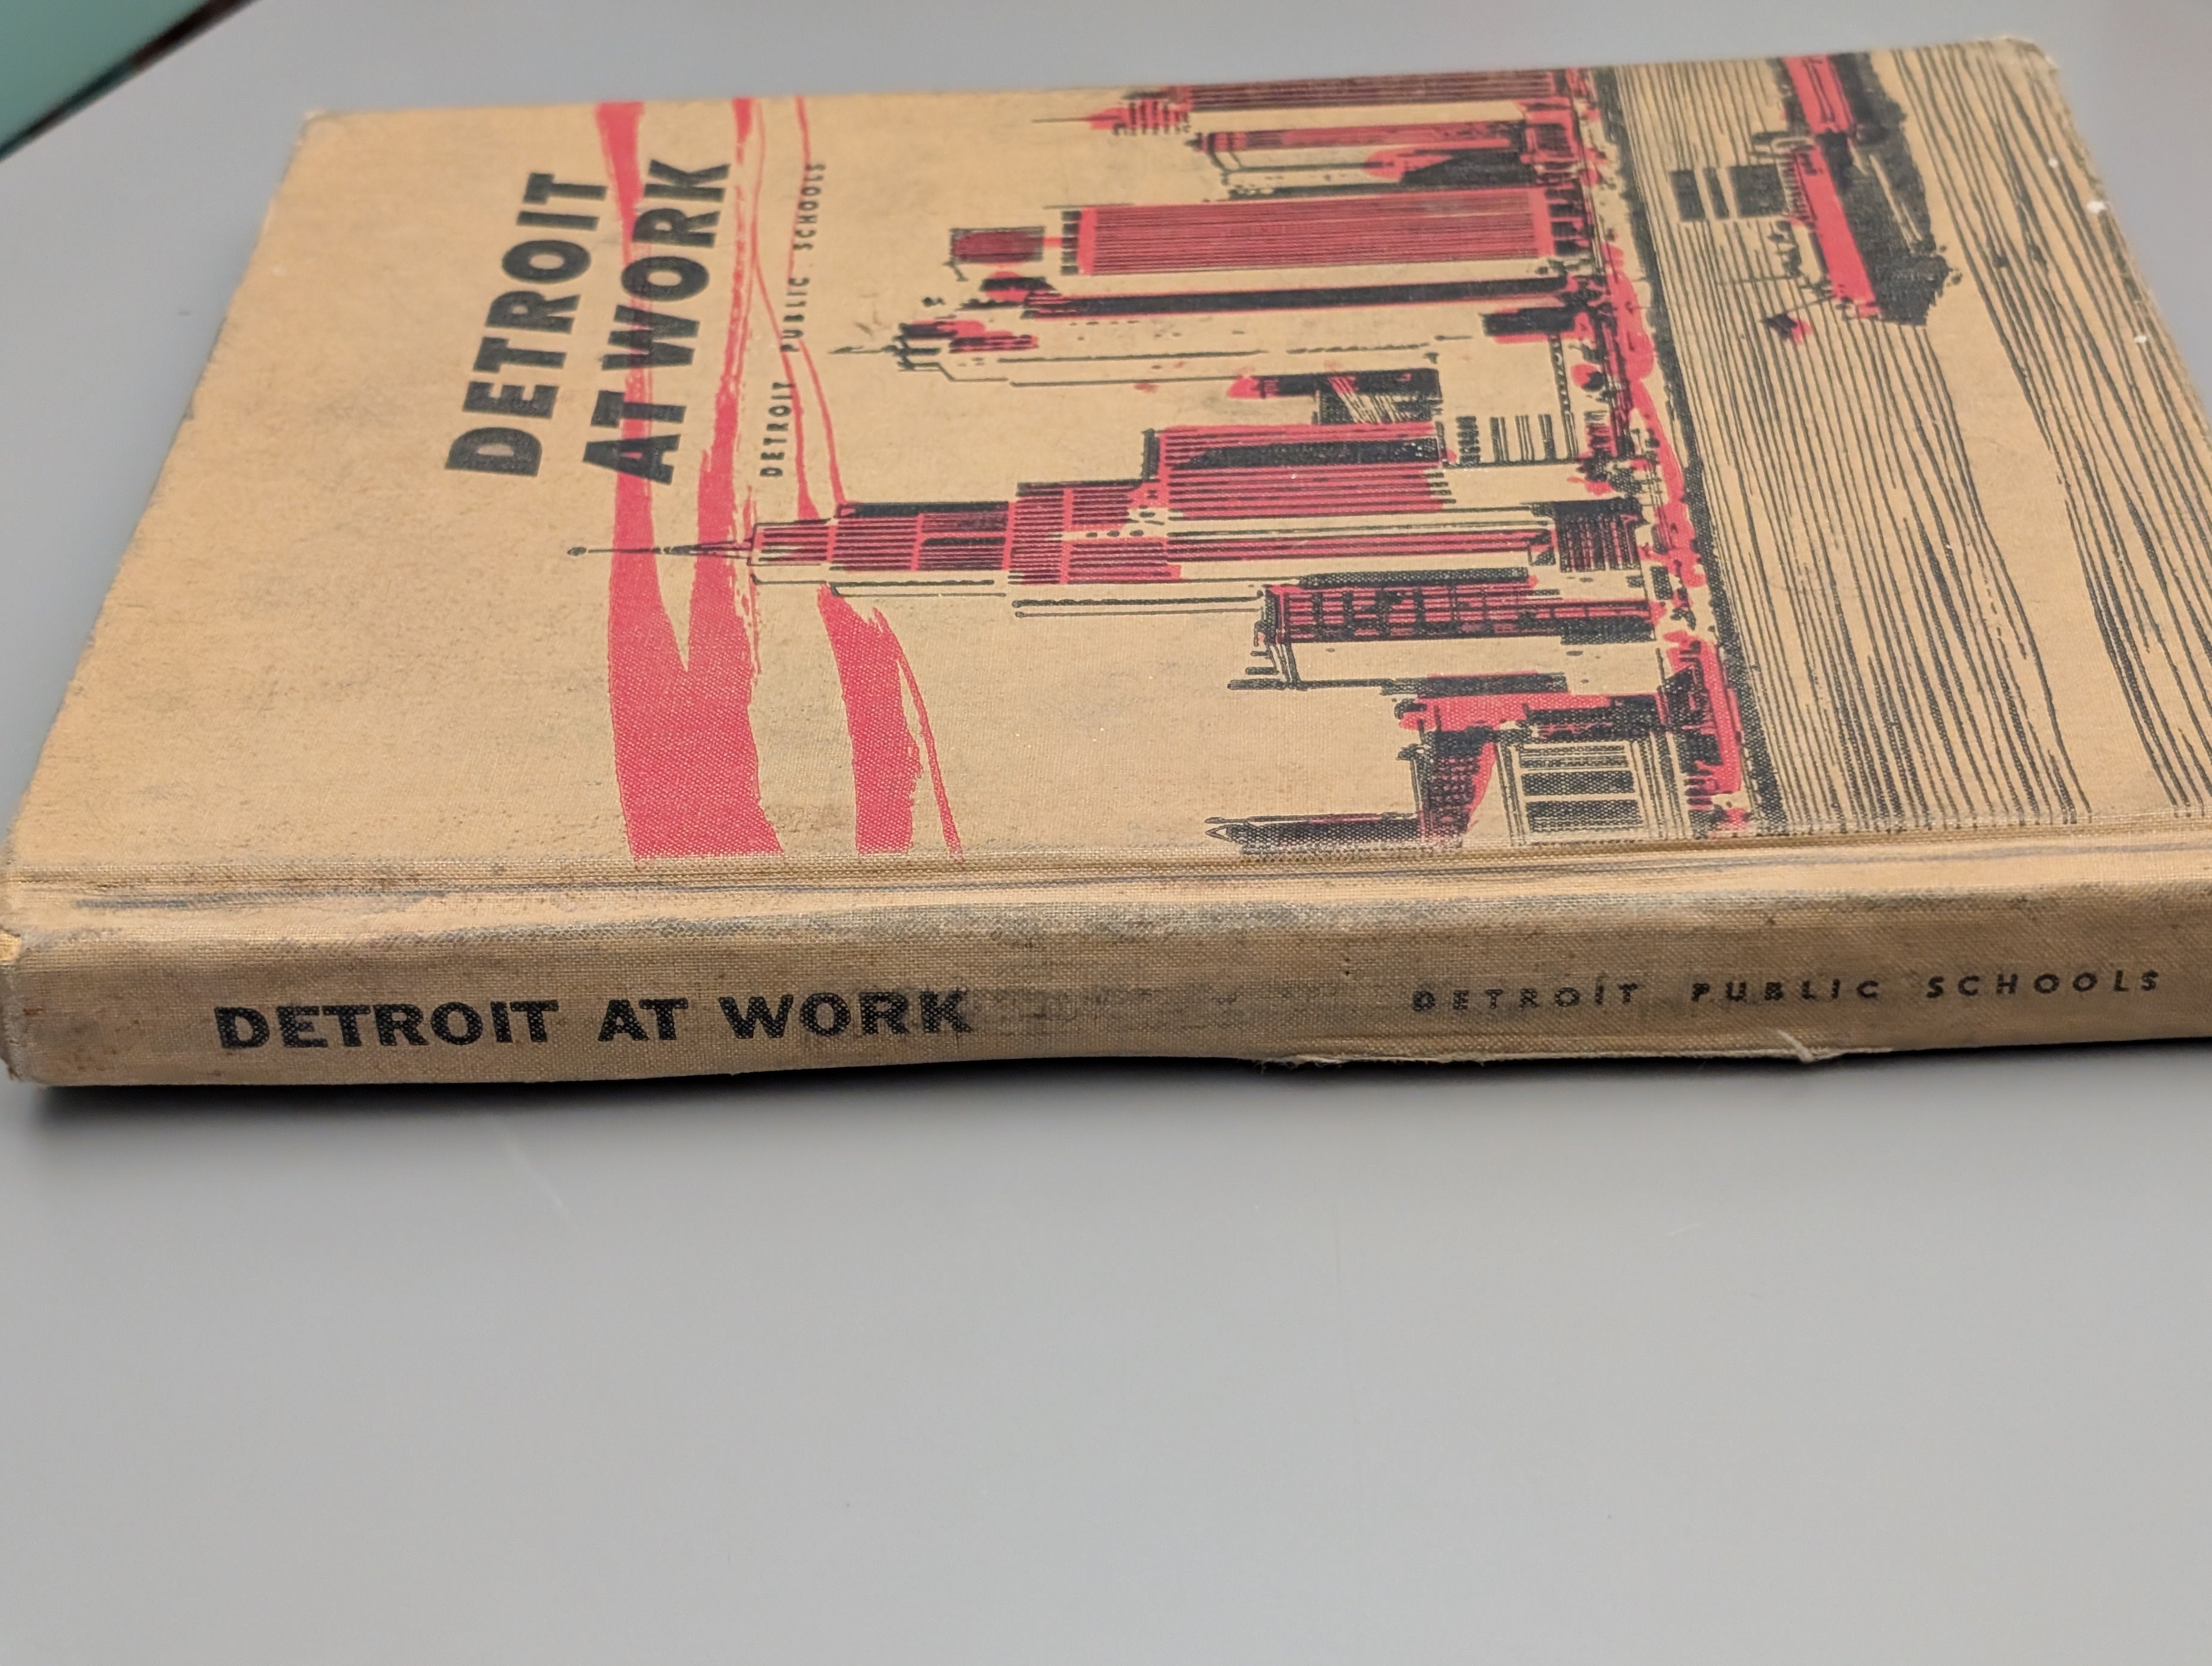 DETROIT
AT WORK
DETROIT PUBLIC SCHOOLS
DETROIT AT WORK
DETROIT PUBLIC SCHOOLS